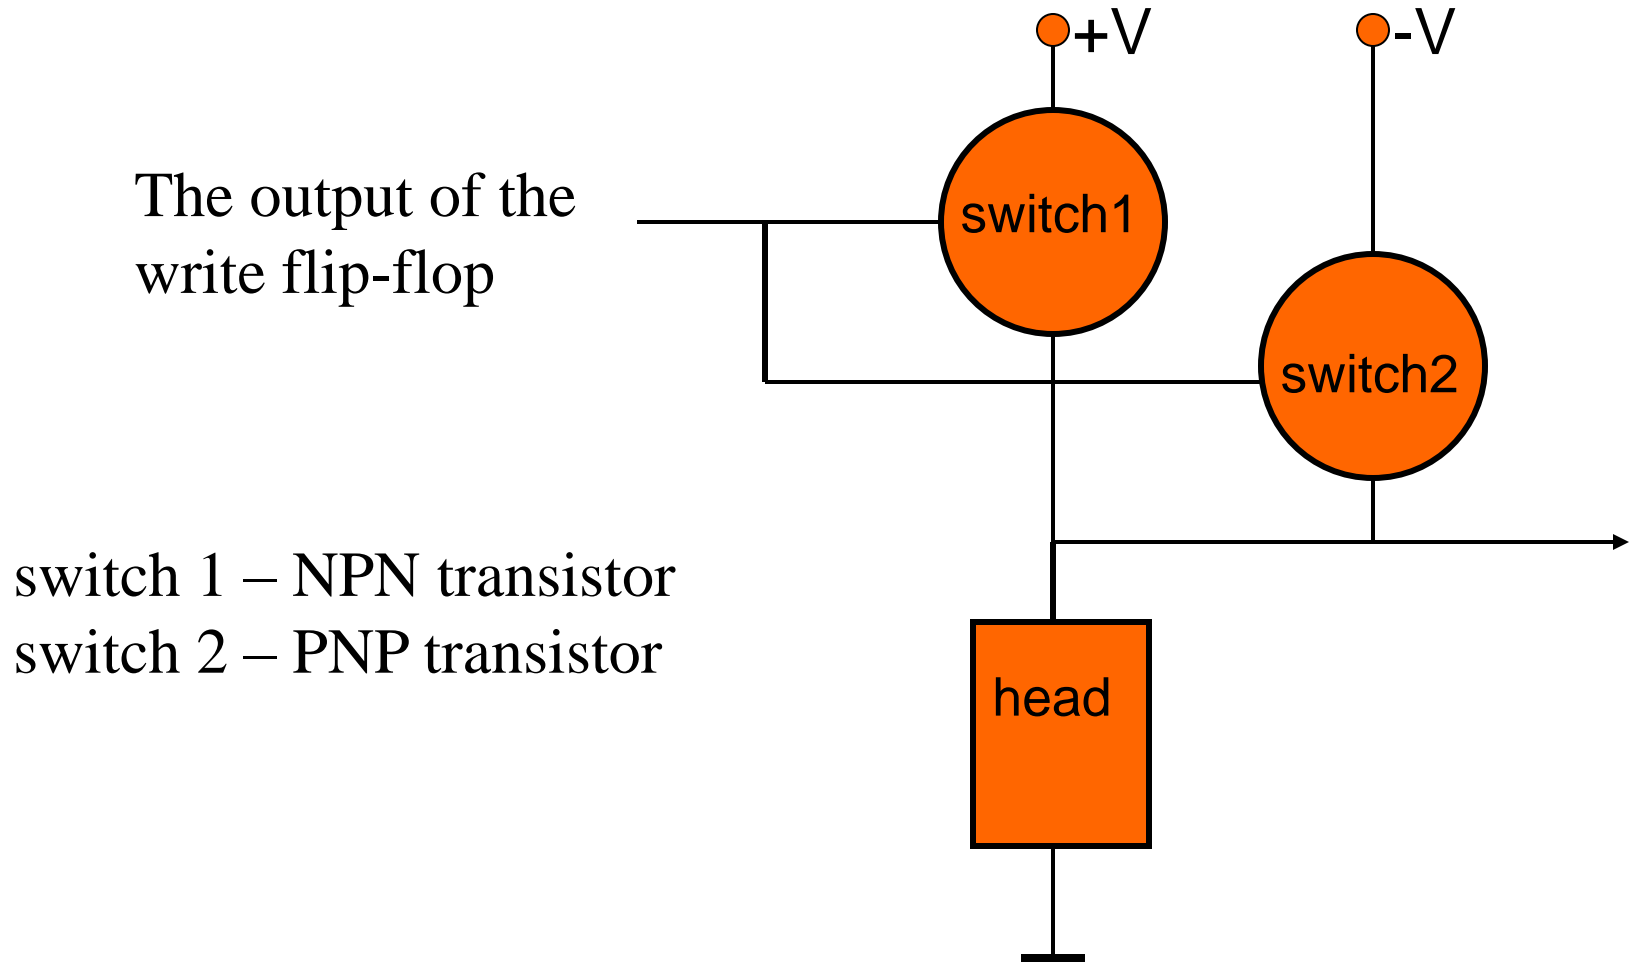 +V
-V
The output of the
write flip-flop
switch1
switch2
switch 1 – NPN transistor
switch 2 – PNP transistor
head